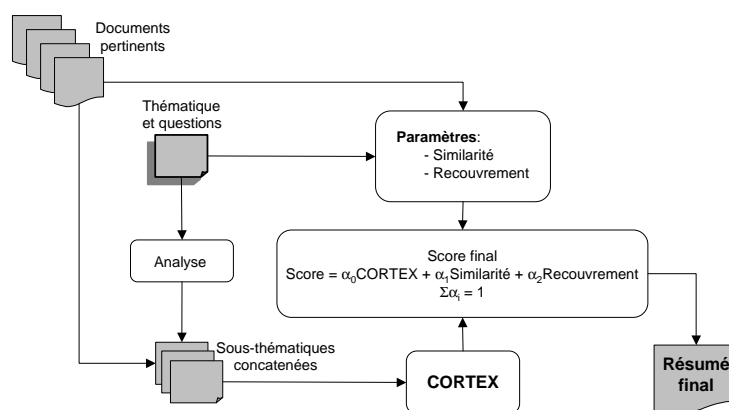 Documents
pertinents
Thématique
et questions
Paramètres:
- Similarité
- Recouvrement
Analyse
Score final
Score = α₀CORTEX + α₁Similarité + α₂Recouvrement
Σαᵢ = 1
Sous-thématiques
concatenées
CORTEX
Résumé
final